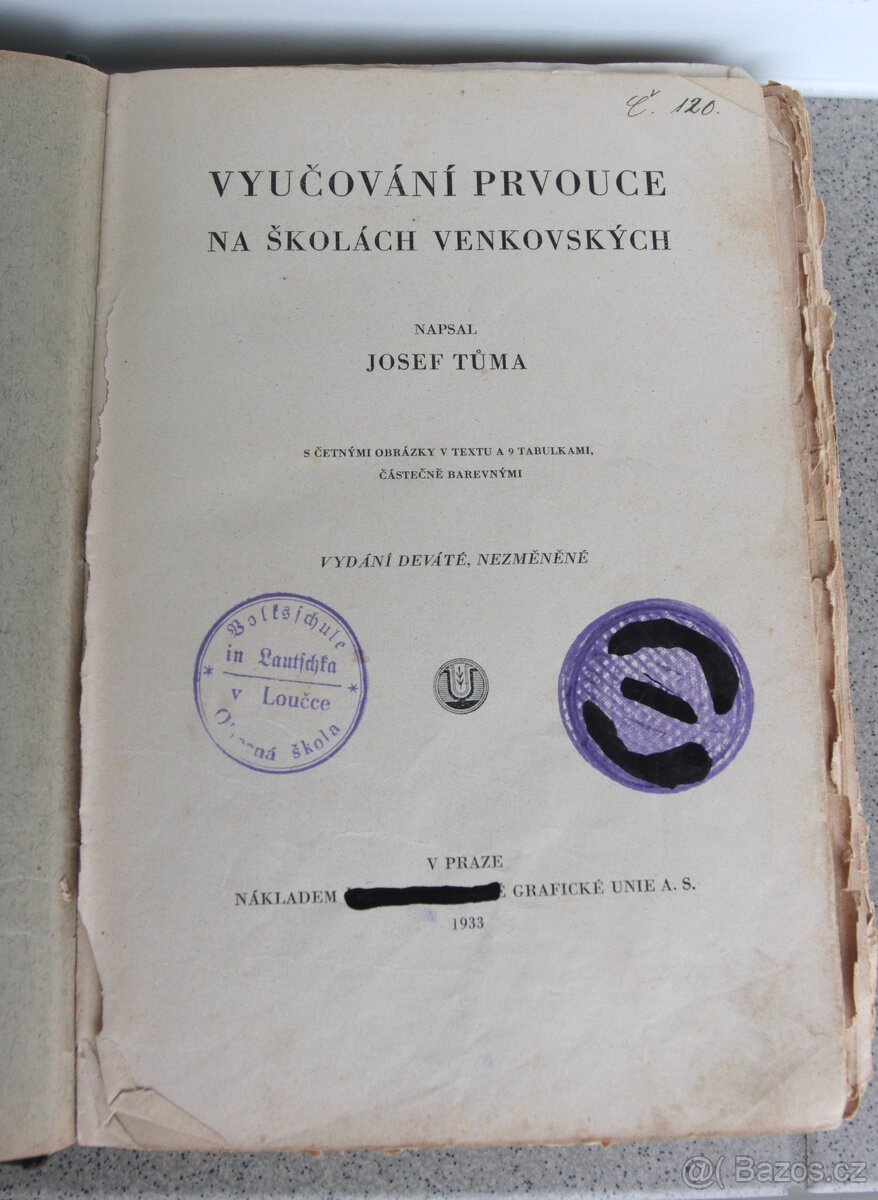 Č. 120.
VYUČOVÁNÍ PRVOUCE
NA ŠKOLÁCH VENKOVSKÝCH
NAPSAL
JOSEF TŮMA
S ČETNÝMI OBRÁZKY V TEXTU A 9 TABULKAMI,
ČÁSTEČNĚ BAREVNÝMI
VYDÁNÍ DEVÁTÉ, NEZMĚNĚNÉ
Volksschule
in Lautschka
v Loučce
škola
U
V PRAZE
NÁKLADEM GRAFICKÉ UNIE A. S.
1933
@( Bazos.cz